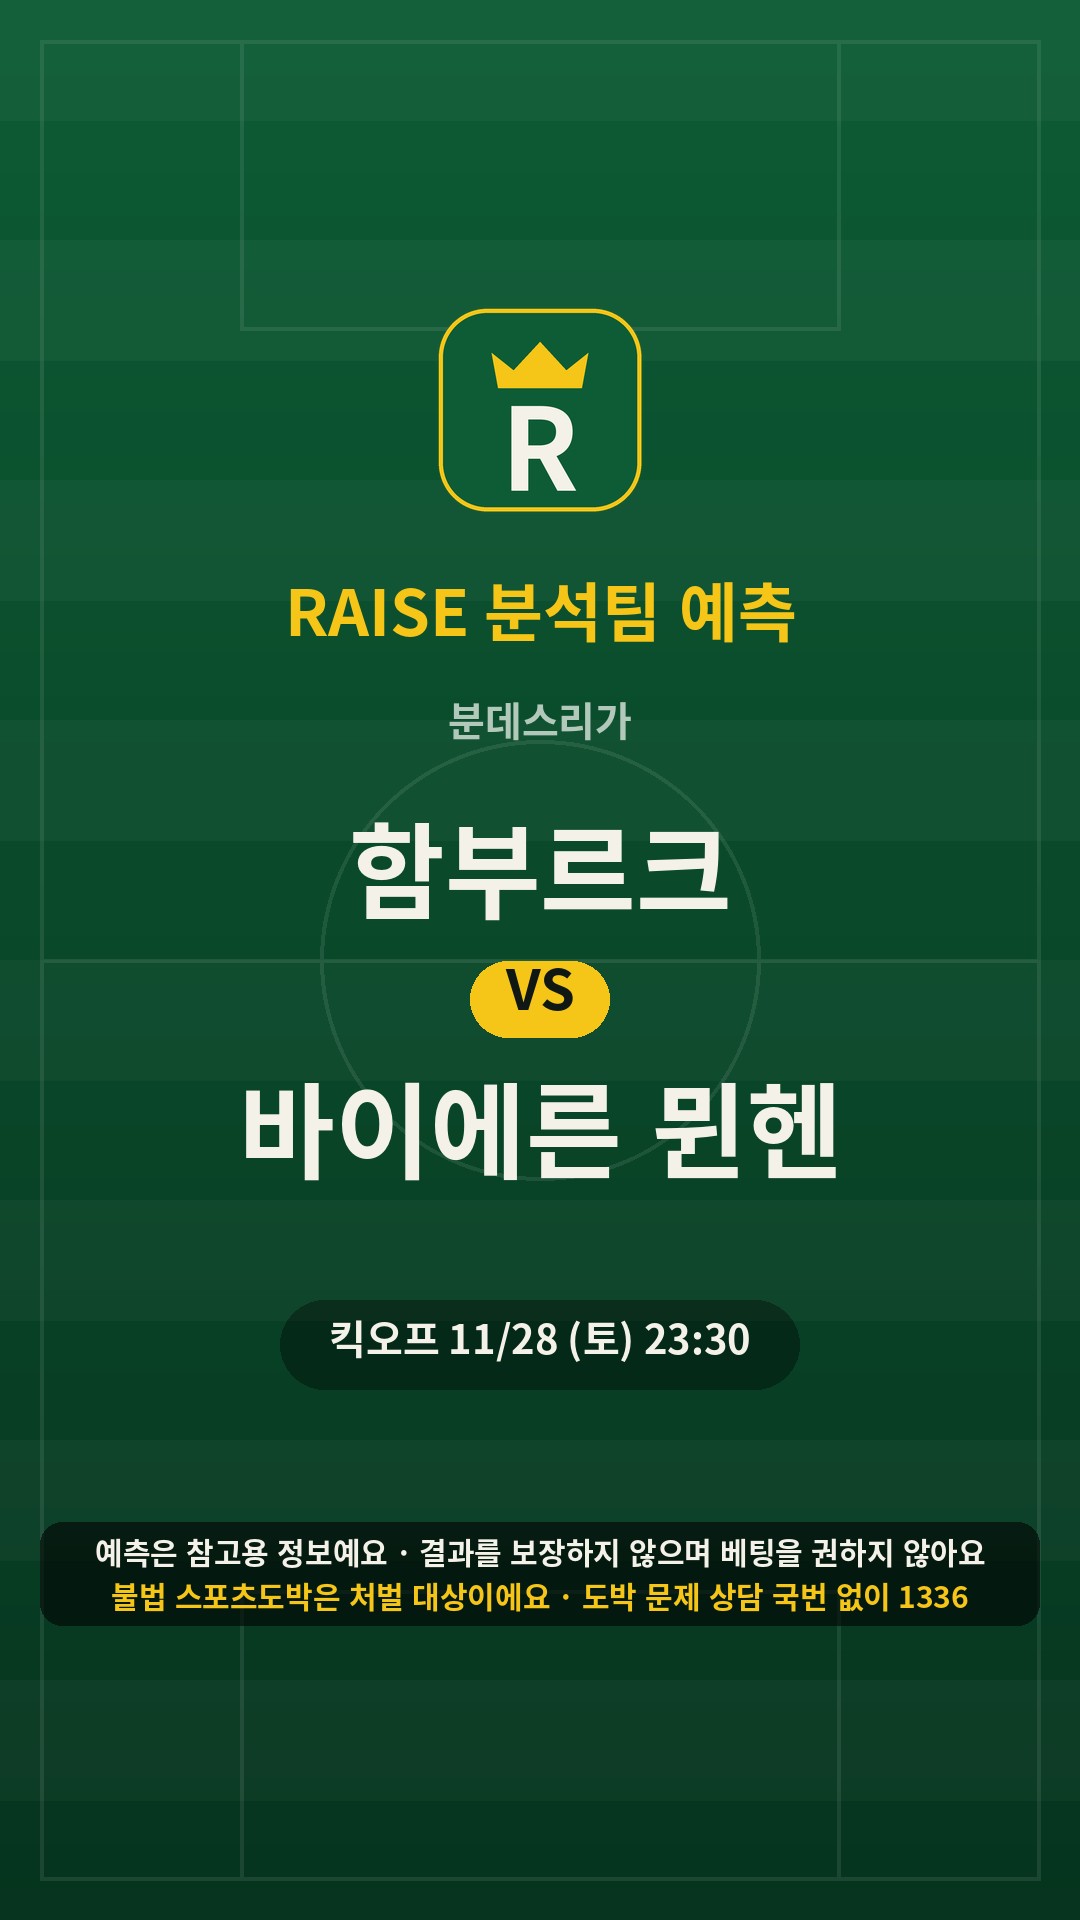 R
RAISE 분석팀 예측
분데스리가
함부르크
VS
바이에른 뮌헨
킥오프 11/28 (토) 23:30
예측은 참고용 정보예요 · 결과를 보장하지 않으며 베팅을 권하지 않아요
불법 스포츠도박은 처벌 대상이에요 · 도박 문제 상담 국번 없이 1336